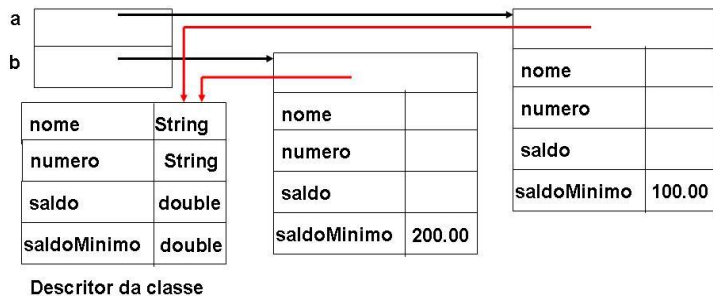 a
b
nome String
numero String
saldo double
saldoMinimo double
Descritor da classe
nome
numero
saldo
saldoMinimo 200.00
nome
numero
saldo
saldoMinimo 100.00